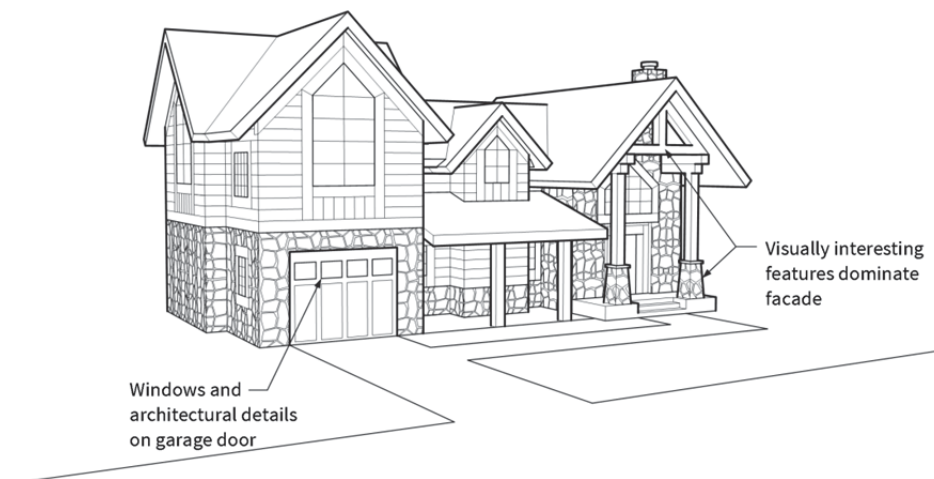 Visually interesting
features dominate
facade
Windows and
architectural details
on garage door